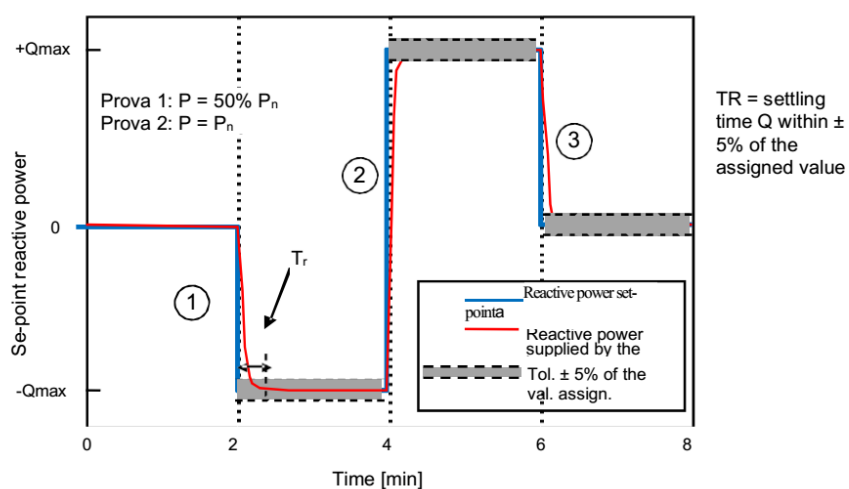 +Qmax
Prova 1: P = 50% Pn
Prova 2: P = Pn
TR = settling
time Q within ±
5% of the
assigned value
2
3
0
Tr
1
Se-point reactive power
Reactive power set-
pointa
Reactive power
supplied by the
Tol. ± 5% of the
val. assign.
-Qmax
0 2 4 6 8
Time [min]